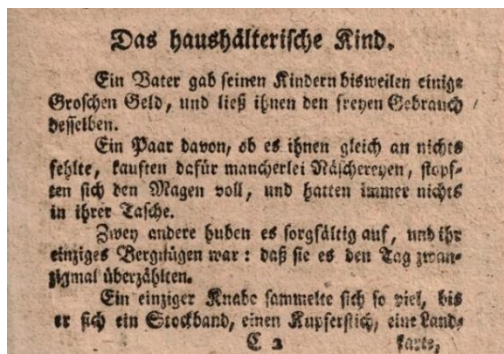 Das haushälterische Kind.
Ein Vater gab seinen Kindern bisweilen einige
Groschen Geld, und ließ ihnen den freyen Gebrauch
desselben.
Ein Paar davon, ob es ihnen gleich an nichts
fehlte, kauften dafür mancherlei Näschereyen, stopf-
ten sich den Magen voll, und hatten immer nichts
in ihrer Tasche.
Zwey andere huben es sorgfältig auf, und ihr
einziges Vergnügen war: daß sie es den Tag zwan-
zigmal überzählten.
Ein einziger Knabe sammelte sich so viel, bis
er sich ein Stockband, einen Kupferstich, eine Land-
C 2 karte,